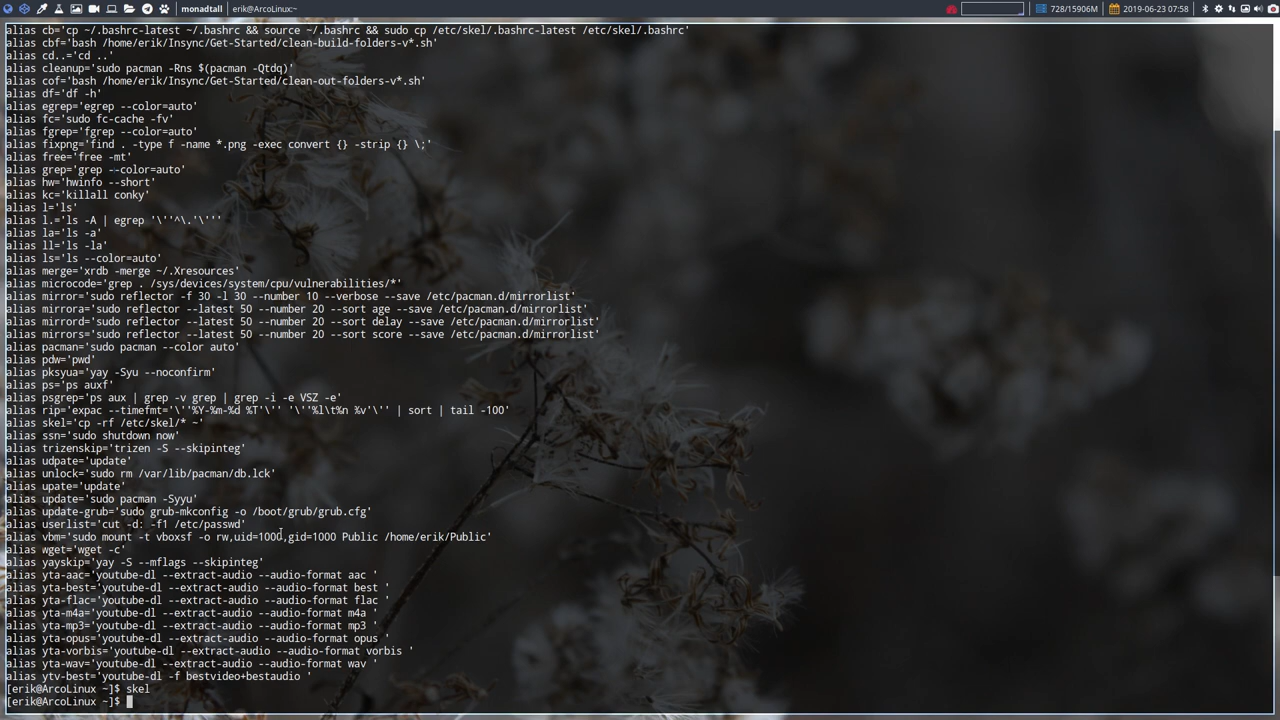 monadtall
erik@ArcoLinux:~
728/15906M
2019-06-23 07:58
alias cb='cp ~/.bashrc-latest ~/.bashrc && source ~/.bashrc && sudo cp /etc/skel/.bashrc-latest /etc/skel/.bashrc'
alias cbf='bash /home/erik/Insync/Get-Started/clean-build-folders-v*.sh'
alias cd..='cd ..'
alias cleanup='sudo pacman -Rns $(pacman -Qtdq)'
alias cof='bash /home/erik/Insync/Get-Started/clean-out-folders-v*.sh'
alias df='df -h'
alias egrep='egrep --color=auto'
alias fc='sudo fc-cache -fv'
alias fgrep='fgrep --color=auto'
alias fixpng='find . -type f -name *.png -exec convert {} -strip {} \;'
alias free='free -mt'
alias grep='grep --color=auto'
alias hw='hwinfo --short'
alias kc='killall conky'
alias l='ls'
alias l.='ls -A | egrep '\''^\.'\'''
alias la='ls -a'
alias ll='ls -la'
alias ls='ls --color=auto'
alias merge='xrdb -merge ~/.Xresources'
alias microcode='grep . /sys/devices/system/cpu/vulnerabilities/*'
alias mirror='sudo reflector -f 30 -l 30 --number 10 --verbose --save /etc/pacman.d/mirrorlist'
alias mirrora='sudo reflector --latest 50 --number 20 --sort age --save /etc/pacman.d/mirrorlist'
alias mirrord='sudo reflector --latest 50 --number 20 --sort delay --save /etc/pacman.d/mirrorlist'
alias mirrors='sudo reflector --latest 50 --number 20 --sort score --save /etc/pacman.d/mirrorlist'
alias pacman='sudo pacman --color auto'
alias pdw='pwd'
alias pksyua='yay -Syu --noconfirm'
alias ps='ps auxf'
alias psgrep='ps aux | grep -v grep | grep -i -e VSZ -e'
alias rip='expac --timefmt='\''%Y-%m-%d %T'\'' '\''%l\t%n %v'\'' | sort | tail -100'
alias skel='cp -rf /etc/skel/* ~'
alias ssn='sudo shutdown now'
alias trizenskip='trizen -S --skipinteg'
alias udpate='update'
alias unlock='sudo rm /var/lib/pacman/db.lck'
alias upate='update'
alias update='sudo pacman -Syyu'
alias update-grub='sudo grub-mkconfig -o /boot/grub/grub.cfg'
alias userlist='cut -d: -f1 /etc/passwd'
alias vbm='sudo mount -t vboxsf -o rw,uid=1000,gid=1000 Public /home/erik/Public'
alias wget='wget -c'
alias yayskip='yay -S --mflags --skipinteg'
alias yta-aac='youtube-dl --extract-audio --audio-format aac '
alias yta-best='youtube-dl --extract-audio --audio-format best '
alias yta-flac='youtube-dl --extract-audio --audio-format flac '
alias yta-m4a='youtube-dl --extract-audio --audio-format m4a '
alias yta-mp3='youtube-dl --extract-audio --audio-format mp3 '
alias yta-opus='youtube-dl --extract-audio --audio-format opus '
alias yta-vorbis='youtube-dl --extract-audio --audio-format vorbis '
alias yta-wav='youtube-dl --extract-audio --audio-format wav '
alias ytv-best='youtube-dl -f bestvideo+bestaudio '
[erik@ArcoLinux ~]$ skel
[erik@ArcoLinux ~]$